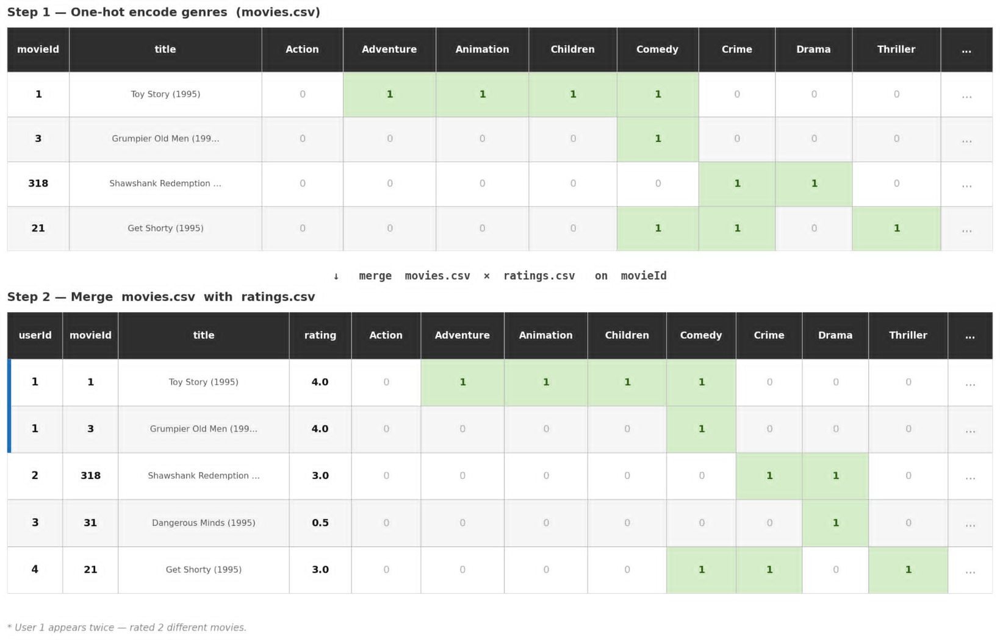 Step 1 — One-hot encode genres (movies.csv)
movieId title Action Adventure Animation Children Comedy Crime Drama Thriller ...
1 Toy Story (1995) 0 1 1 1 1 0 0 0 ...
3 Grumpier Old Men (199... 0 0 0 0 1 0 0 0 ...
318 Shawshank Redemption ... 0 0 0 0 0 1 1 0 ...
21 Get Shorty (1995) 0 0 0 0 1 1 0 1 ...
↓ merge movies.csv × ratings.csv on movieId
Step 2 — Merge movies.csv with ratings.csv
userId movieId title rating Action Adventure Animation Children Comedy Crime Drama Thriller ...
1 1 Toy Story (1995) 4.0 0 1 1 1 1 0 0 0 ...
1 3 Grumpier Old Men (199... 4.0 0 0 0 0 1 0 0 0 ...
2 318 Shawshank Redemption ... 3.0 0 0 0 0 0 1 1 0 ...
3 31 Dangerous Minds (1995) 0.5 0 0 0 0 0 0 1 0 ...
4 21 Get Shorty (1995) 3.0 0 0 0 0 1 1 0 1 ...
* User 1 appears twice — rated 2 different movies.